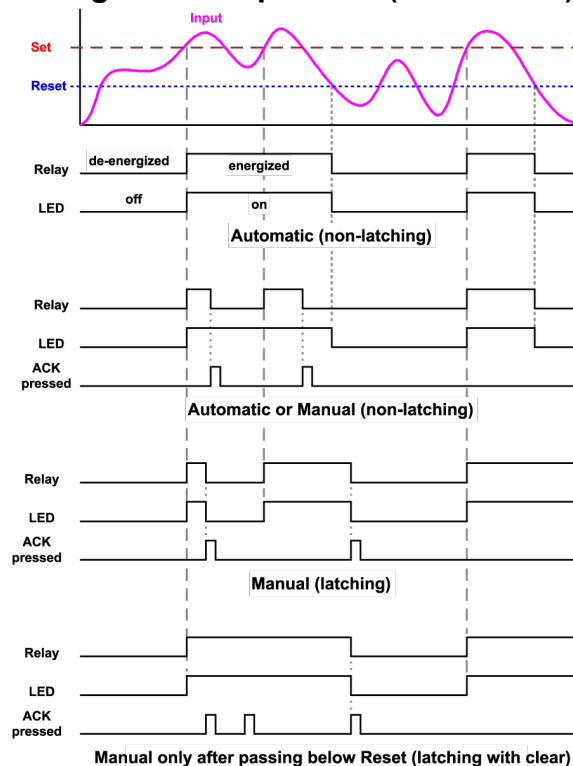 Input
Set
Reset
de-energized
energized
Relay
off
on
LED
Automatic (non-latching)
Relay
LED
ACK
pressed
Automatic or Manual (non-latching)
Relay
LED
ACK
pressed
Manual (latching)
Relay
LED
ACK
pressed
Manual only after passing below Reset (latching with clear)